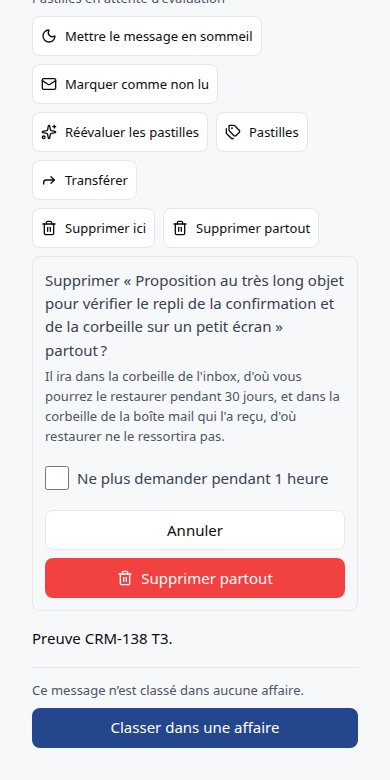 Pastilles en attente d'évaluation
Mettre le message en sommeil
Marquer comme non lu
Réévaluer les pastilles
Pastilles
Transférer
Supprimer ici
Supprimer partout
Supprimer « Proposition au très long objet
pour vérifier le repli de la confirmation et
de la corbeille sur un petit écran »
partout ?
Il ira dans la corbeille de l'inbox, d'où vous
pourrez le restaurer pendant 30 jours, et dans la
corbeille de la boîte mail qui l'a reçu, d'où
restaurer ne le ressortira pas.
Ne plus demander pendant 1 heure
Annuler
Supprimer partout
Preuve CRM-138 T3.
Ce message n’est classé dans aucune affaire.
Classer dans une affaire